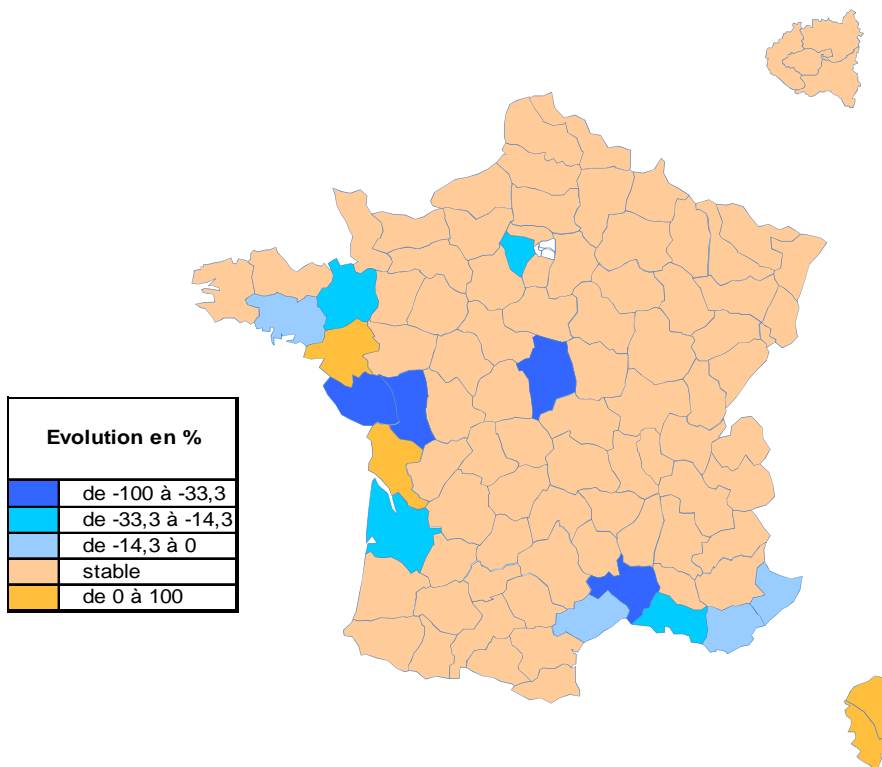 Evolution en %
de -100 à -33,3
de -33,3 à -14,3
de -14,3 à 0
stable
de 0 à 100